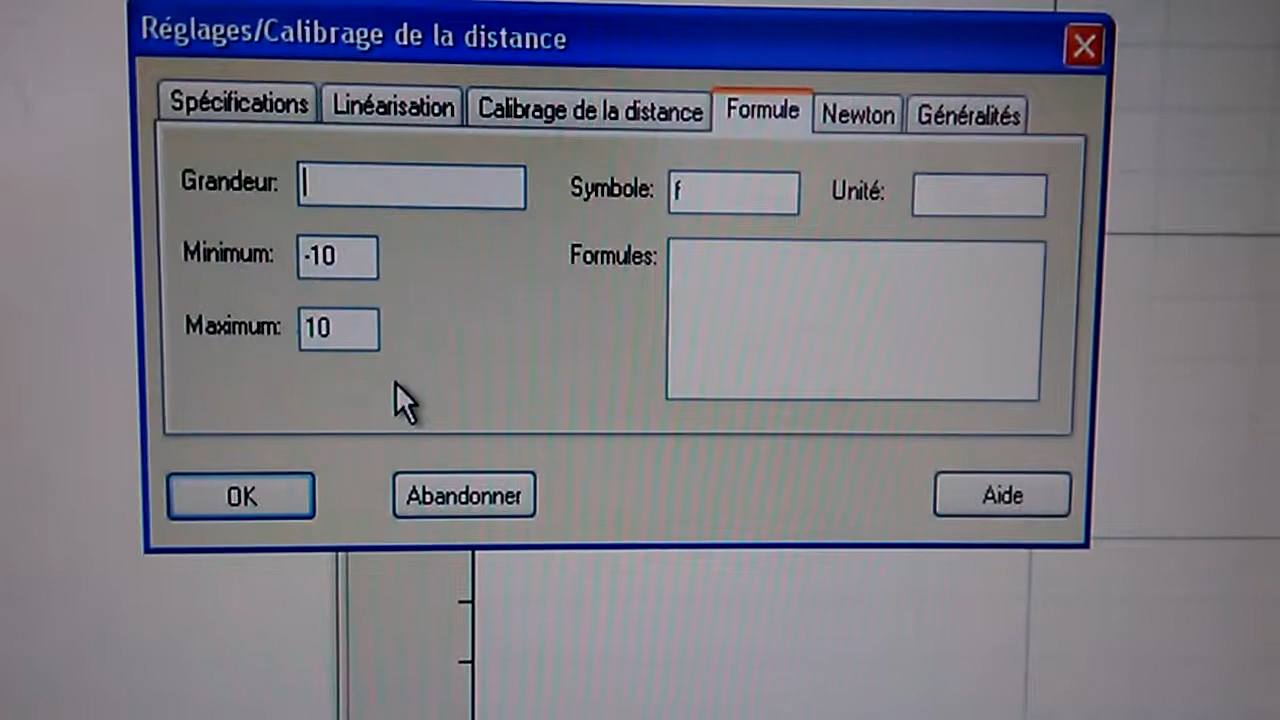 Réglages/Calibrage de la distance
Spécifications Linéarisation Calibrage de la distance Formule Newton Généralités
Grandeur: Symbole: f Unité:
Minimum: -10 Formules:
Maximum: 10
OK Abandonner Aide